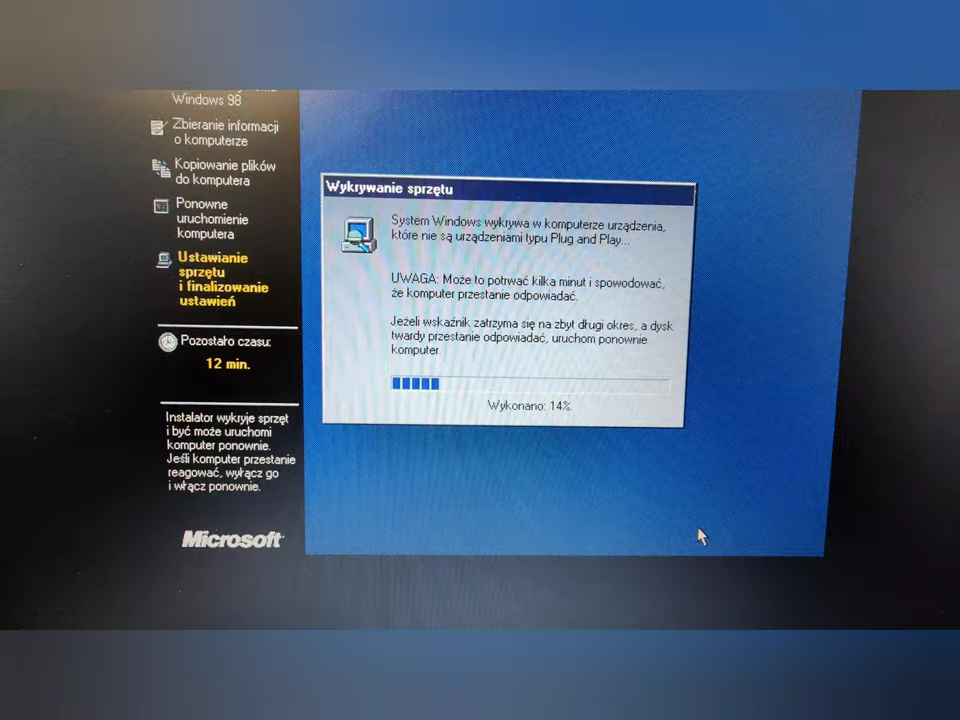 Windows 98
Zbieranie informacji
o komputerze
Kopiowanie plików
do komputera
Ponowne
uruchomienie
komputera
Ustawianie
sprzętu
i finalizowanie
ustawień
Pozostało czasu:
12 min.
Instalator wykryje sprzęt
i być może uruchomi
komputer ponownie.
Jeśli komputer przestanie
reagować, wyłącz go
i włącz ponownie.
Microsoft
Wykrywanie sprzętu
System Windows wykrywa w komputerze urządzenia,
które nie są urządzeniami typu Plug and Play...
UWAGA: Może to potrwać kilka minut i spowodować,
że komputer przestanie odpowiadać.
Jeżeli wskaźnik zatrzyma się na zbyt długi okres, a dysk
twardy przestanie odpowiadać, uruchom ponownie
komputer.
Wykonano: 14%